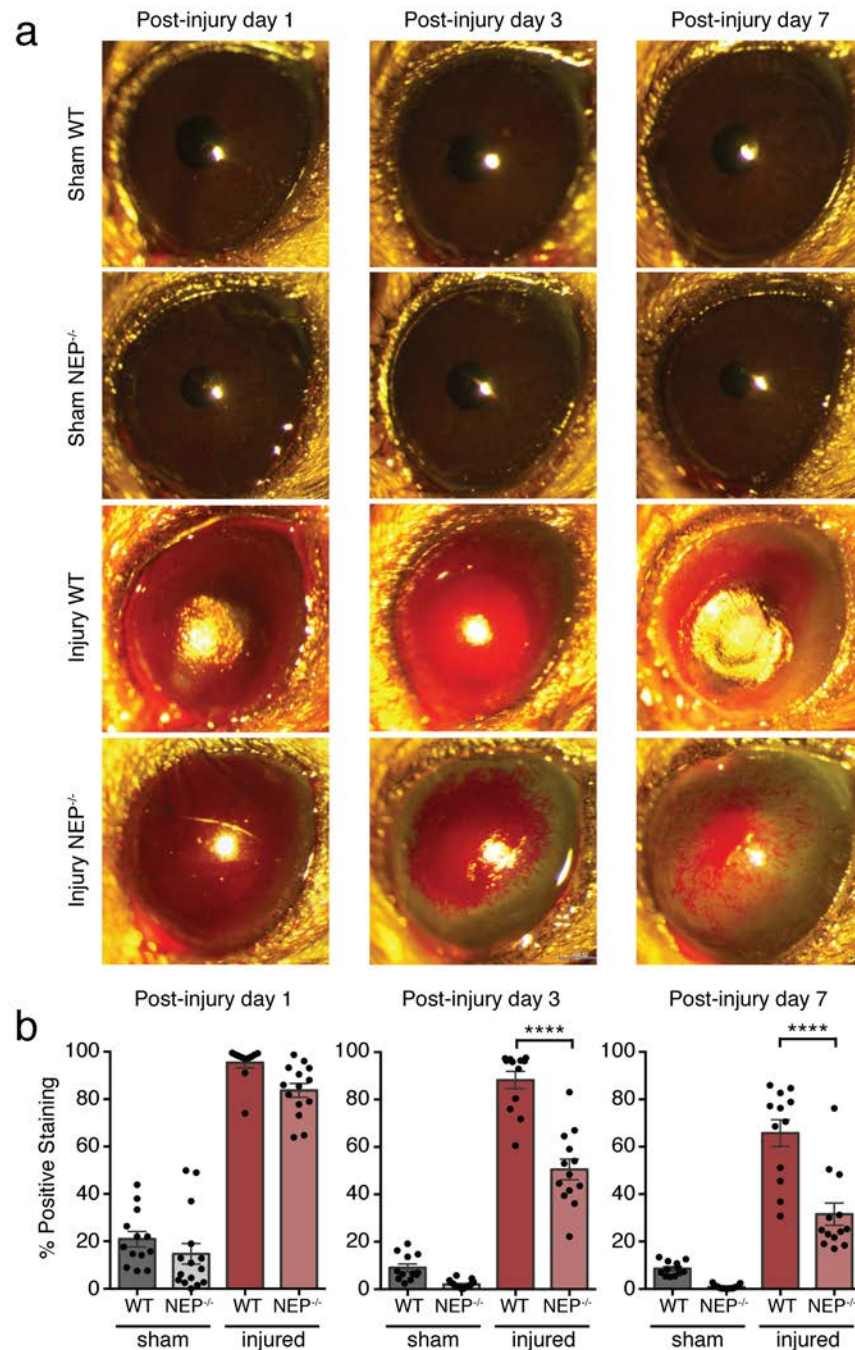 a
Post-injury day 1 Post-injury day 3 Post-injury day 7
Sham WT
Sham NEP-/-
Injury WT
Injury NEP-/-
b
Post-injury day 1 Post-injury day 3 Post-injury day 7
% Positive Staining
100
80
60
40
20
0
WT NEP-/- WT NEP-/-
sham injured
****
100
80
60
40
20
0
WT NEP-/- WT NEP-/-
sham injured
****
100
80
60
40
20
0
WT NEP-/- WT NEP-/-
sham injured